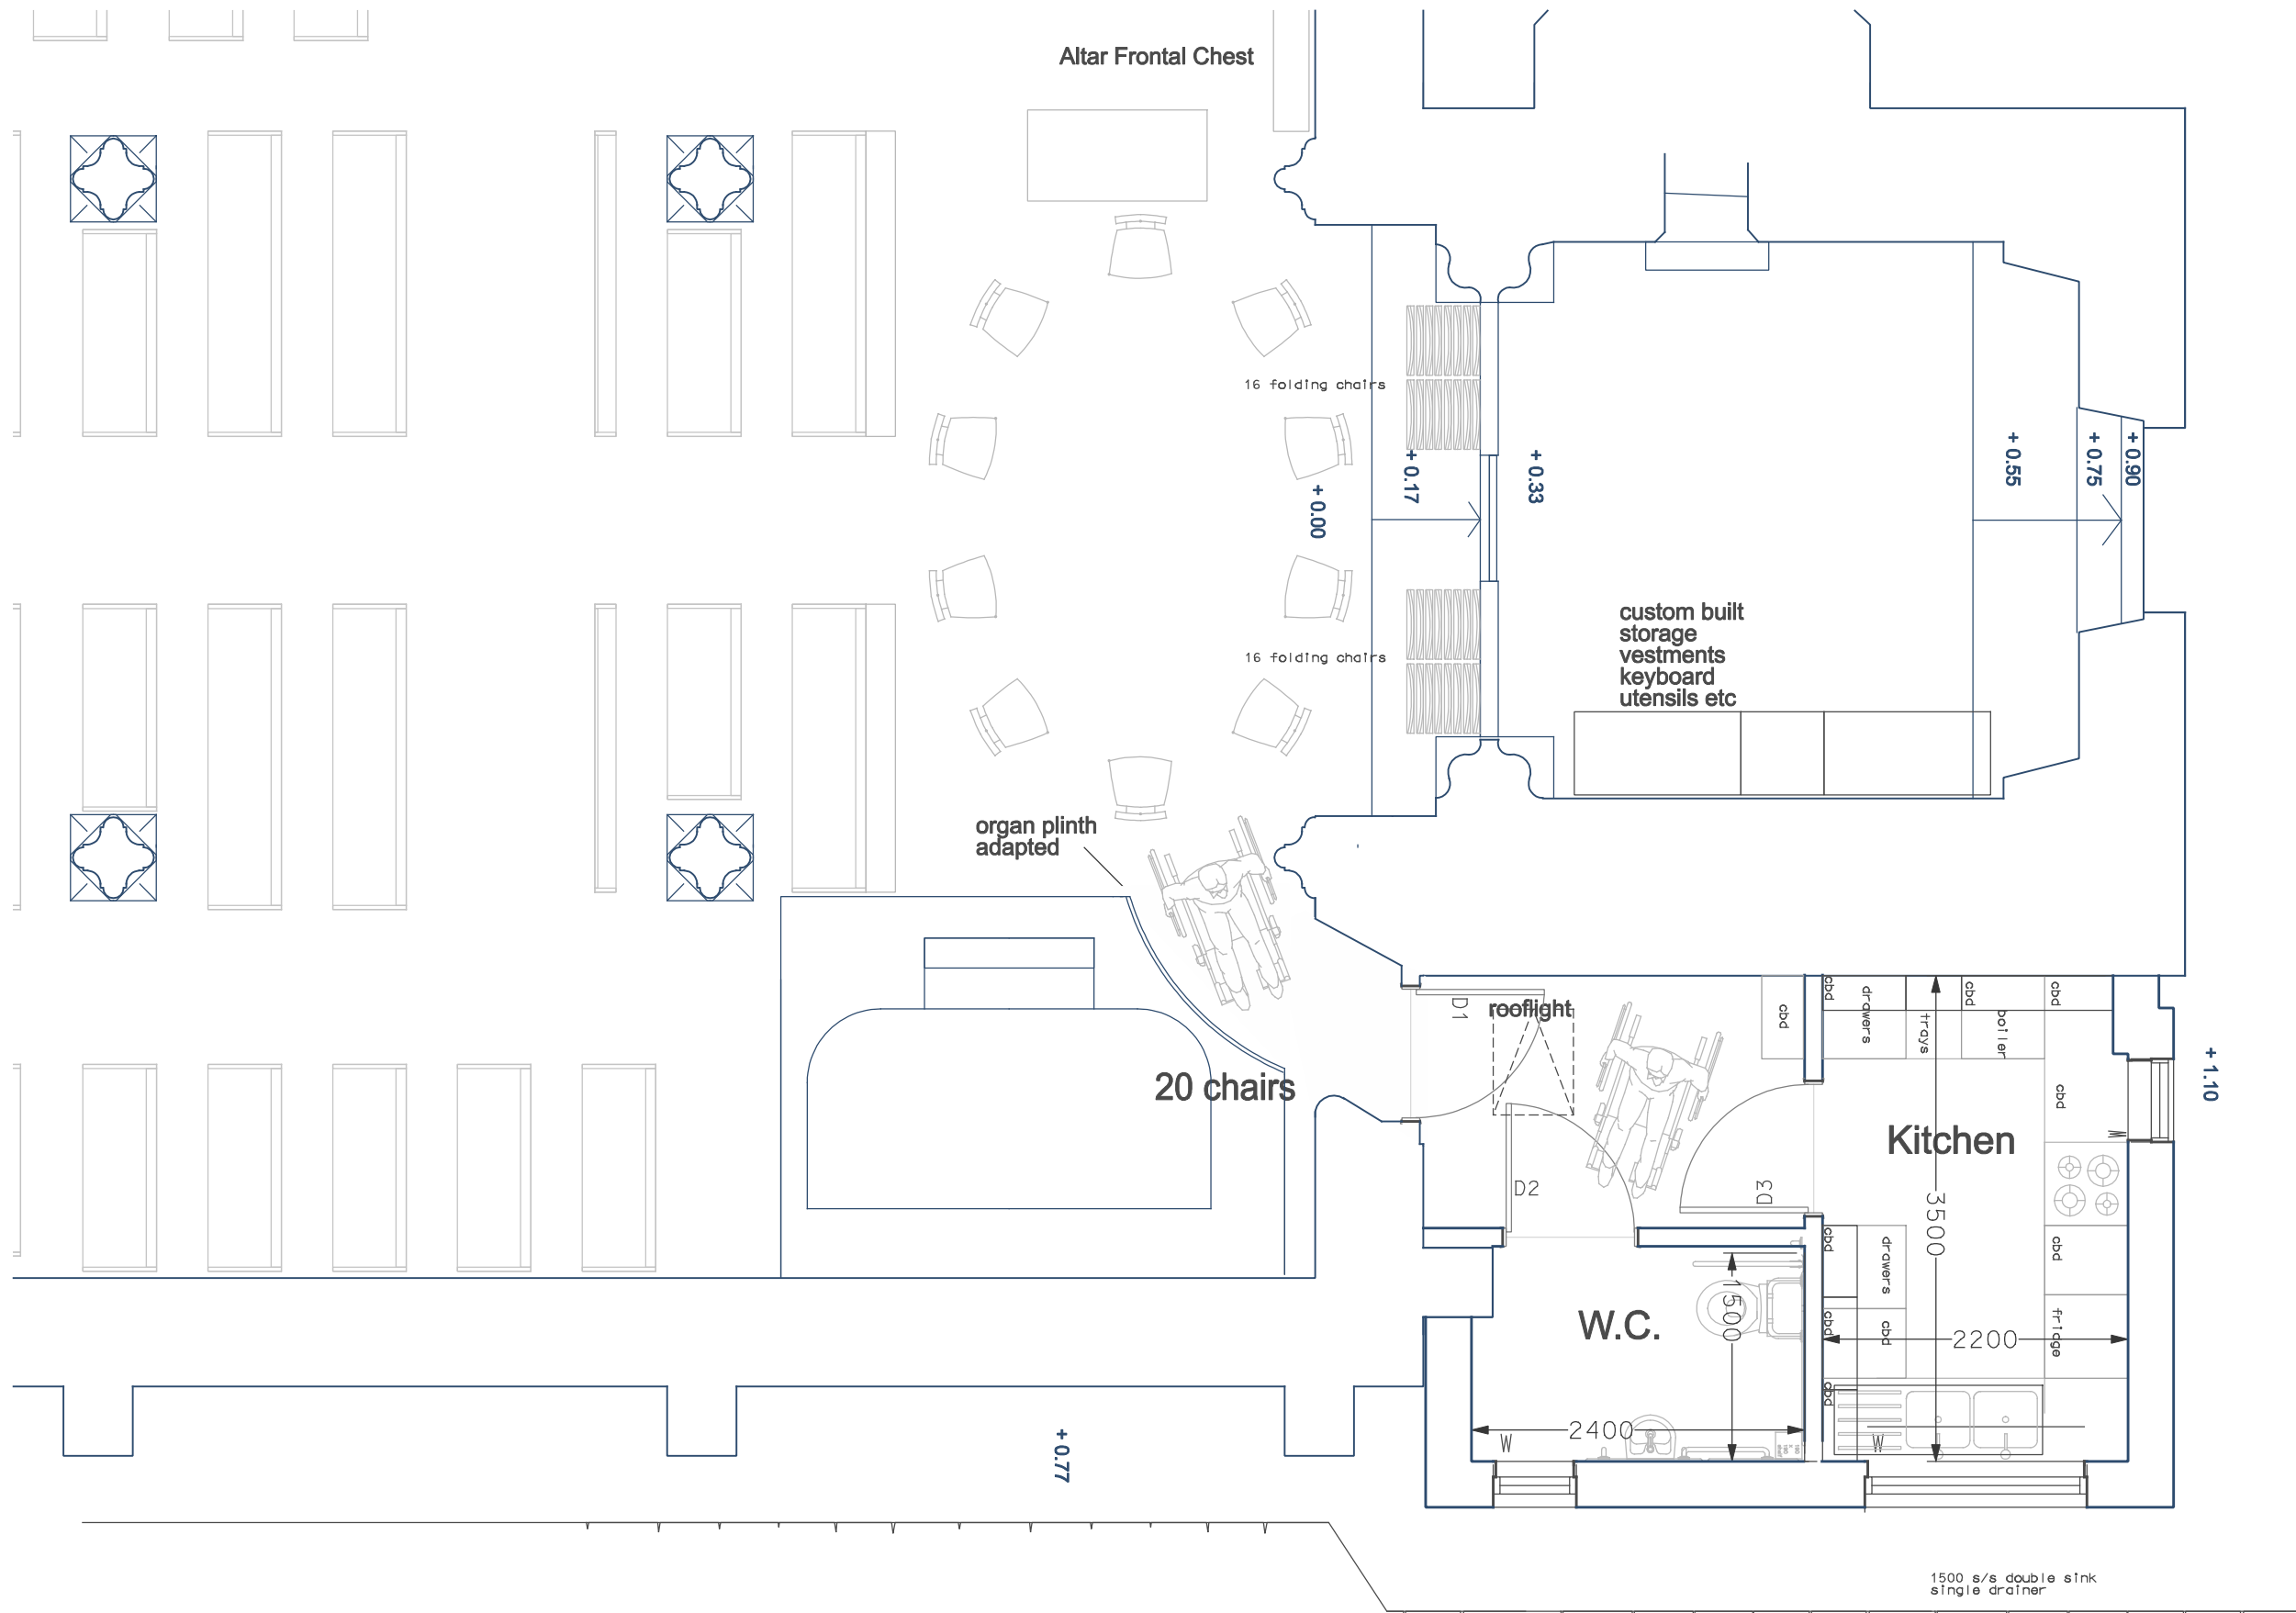 Altar Frontal Chest
16 folding chairs
+ 0.00
+ 0.17
+ 0.33
+ 0.55
+ 0.75
+ 0.90
16 folding chairs
custom built
storage
vestments
keyboard
utensils etc
organ plinth
adapted
20 chairs
D1
rooflight
cbd
cbd
drawers
trays
cbd
boiler
cbd
cbd
W
+ 1.10
Kitchen
3500
D2
D3
cbd
drawers
cbd
fridge
cbd
cbd
2200
cbd
W.C.
1500
2400
W
W
+ 0.77
1500 s/s double sink
single drainer